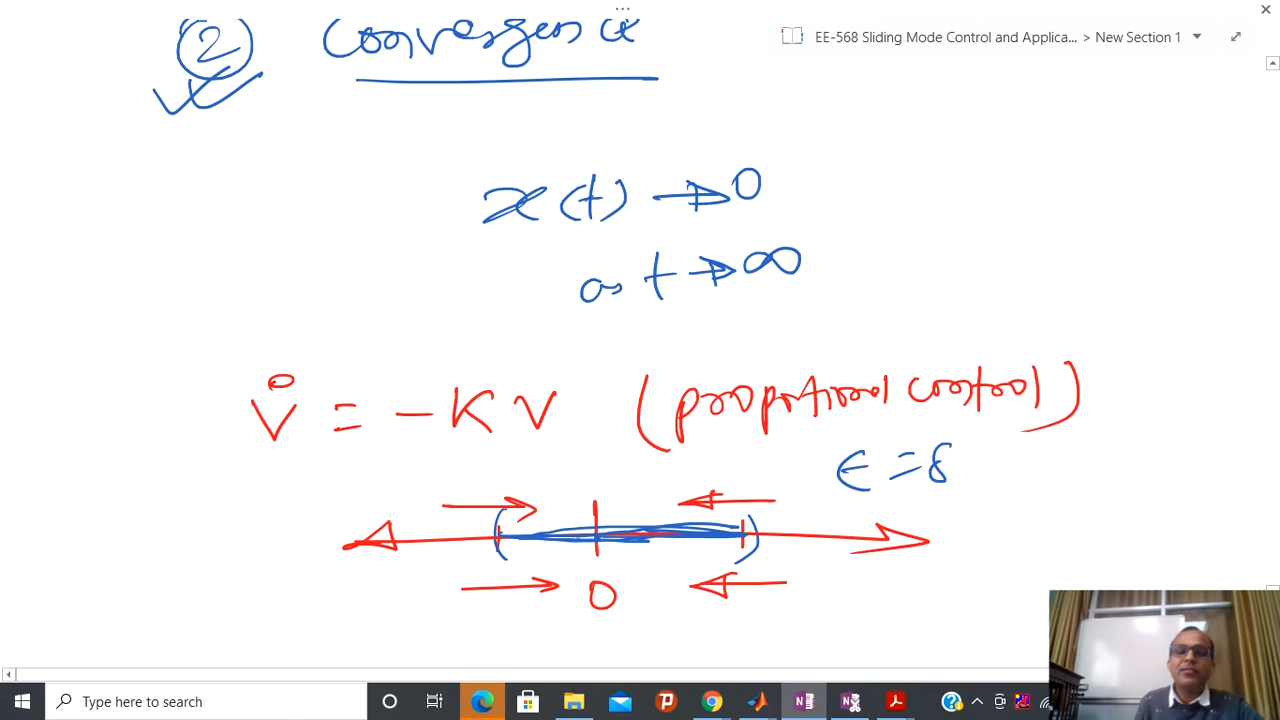 EE-568 Sliding Mode Control and Applica... > New Section 1
(2) Convergence
x(t) → 0
as t → ∞
V̇ = - K V (proportional control)
ϵ = δ
0
Type here to search